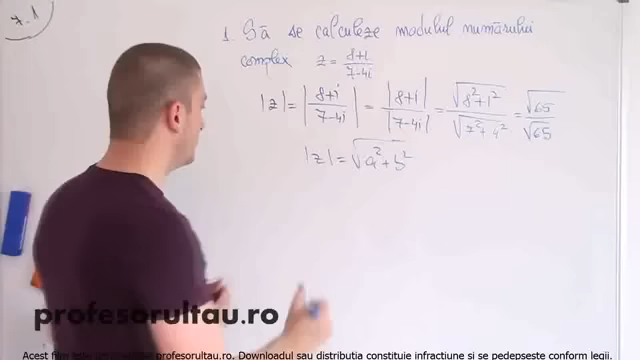 7.1
1. Să se calculeze modulul numărului
complex z = 8+i / 7-4i
|z| = | 8+i / 7-4i | = |8+i| / |7-4i| = √8²+1² / √7²+4² = √65 / √65
|z| = √a²+b²
profesorultau.ro
Acest film este un produs profesorultau.ro. Downloadul sau distributia constituie infractiune si se pedepseste conform legii.